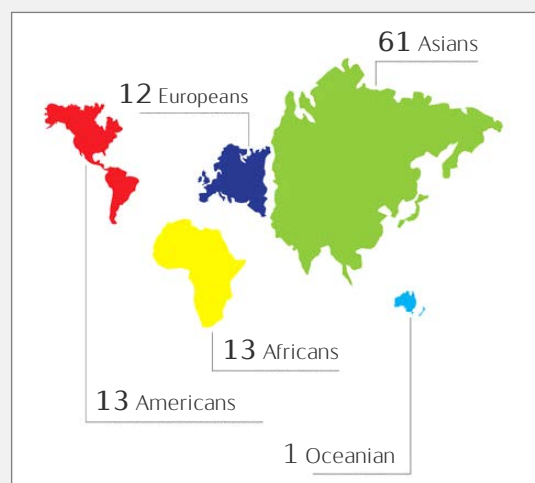 61 Asians
12 Europeans
13 Africans
13 Americans
1 Oceanian